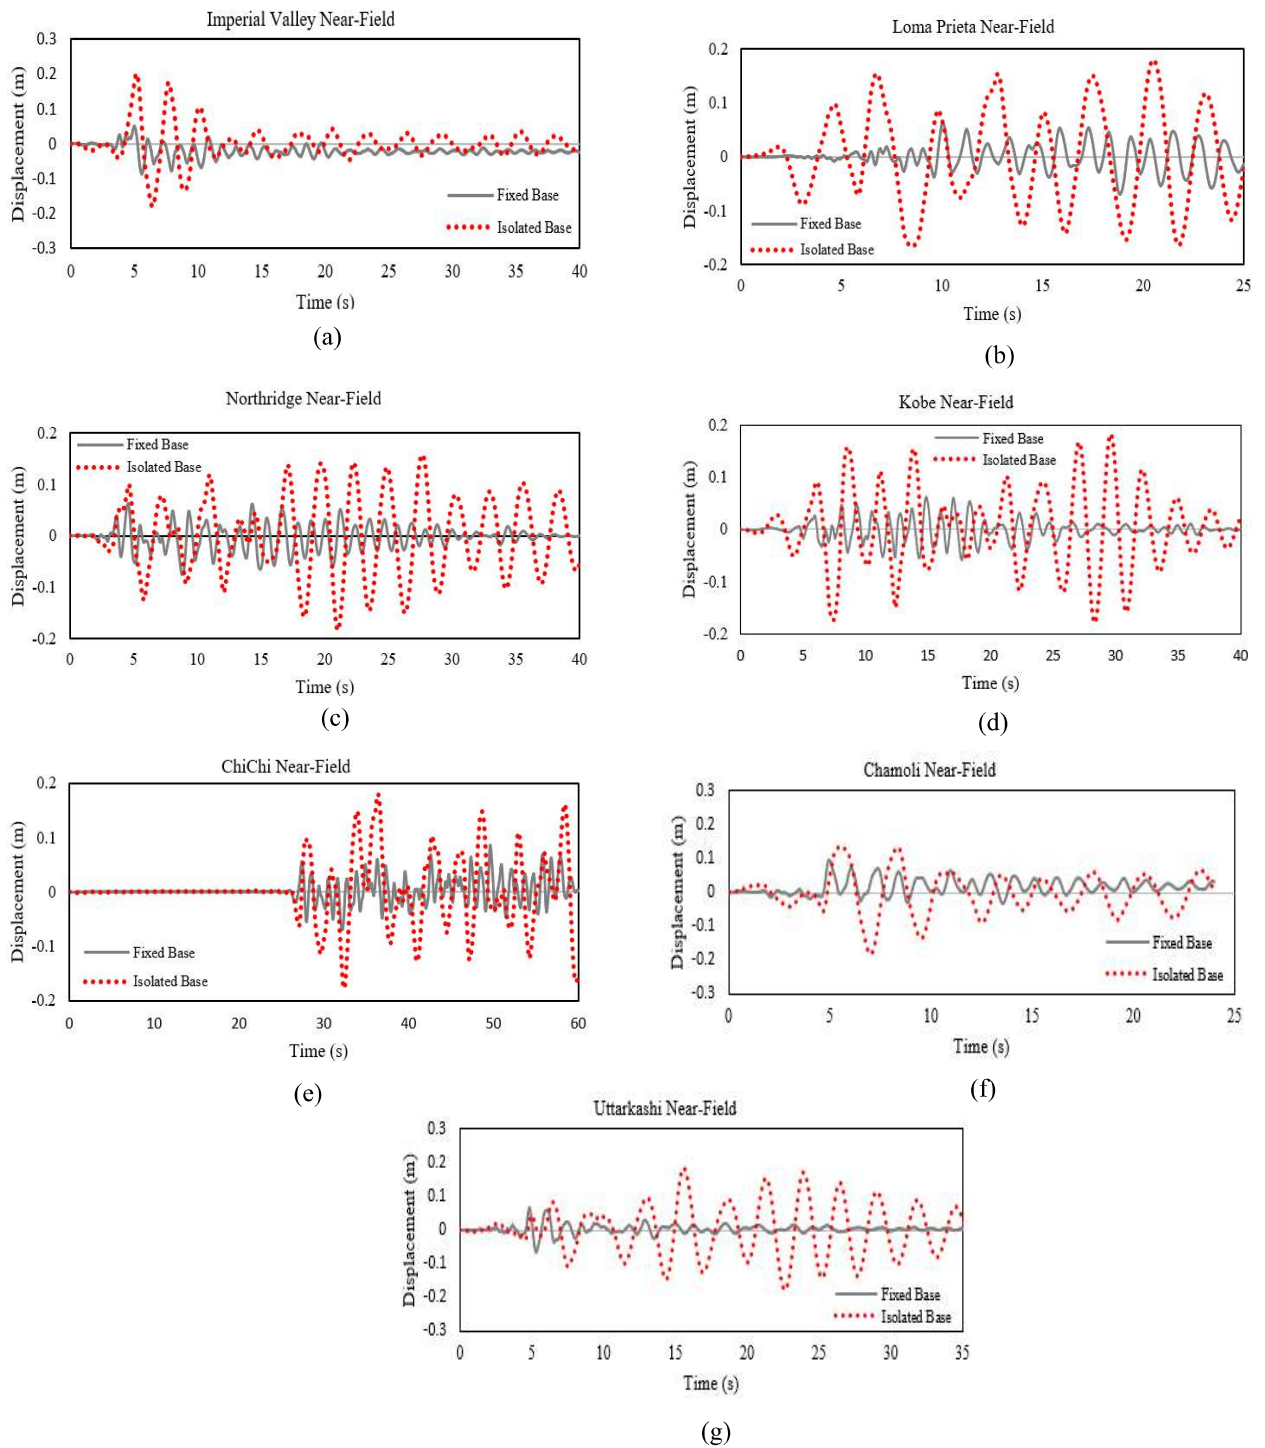 Imperial Valley Near-Field
0.3
0.2
0.1
0
-0.1
-0.2
-0.3
Displacement (m)
Fixed Base
Isolated Base
0 5 10 15 20 25 30 35 40
Time (s)
(a)
Loma Prieta Near-Field
0.2
0.1
0
-0.1
-0.2
Displacement (m)
Fixed Base
Isolated Base
0 5 10 15 20 25
Time (s)
(b)
Northridge Near-Field
0.2
0.1
0
-0.1
-0.2
Displacement (m)
Fixed Base
Isolated Base
0 5 10 15 20 25 30 35 40
Time (s)
(c)
Kobe Near-Field
0.2
0.1
0
-0.1
-0.2
Displacement (m)
Fixed Base
Isolated Base
0 5 10 15 20 25 30 35 40
Time (s)
(d)
ChiChi Near-Field
0.2
0.1
0
-0.1
-0.2
Displacement (m)
Fixed Base
Isolated Base
0 10 20 30 40 50 60
Time (s)
(e)
Chamoli Near-Field
0.3
0.2
0.1
0
-0.1
-0.2
-0.3
Displacement (m)
Fixed Base
Isolated Base
0 5 10 15 20 25
Time (s)
(f)
Uttarkashi Near-Field
0.3
0.2
0.1
0
-0.1
-0.2
-0.3
Displacement (m)
Fixed Base
Isolated Base
0 5 10 15 20 25 30 35
Time (s)
(g)